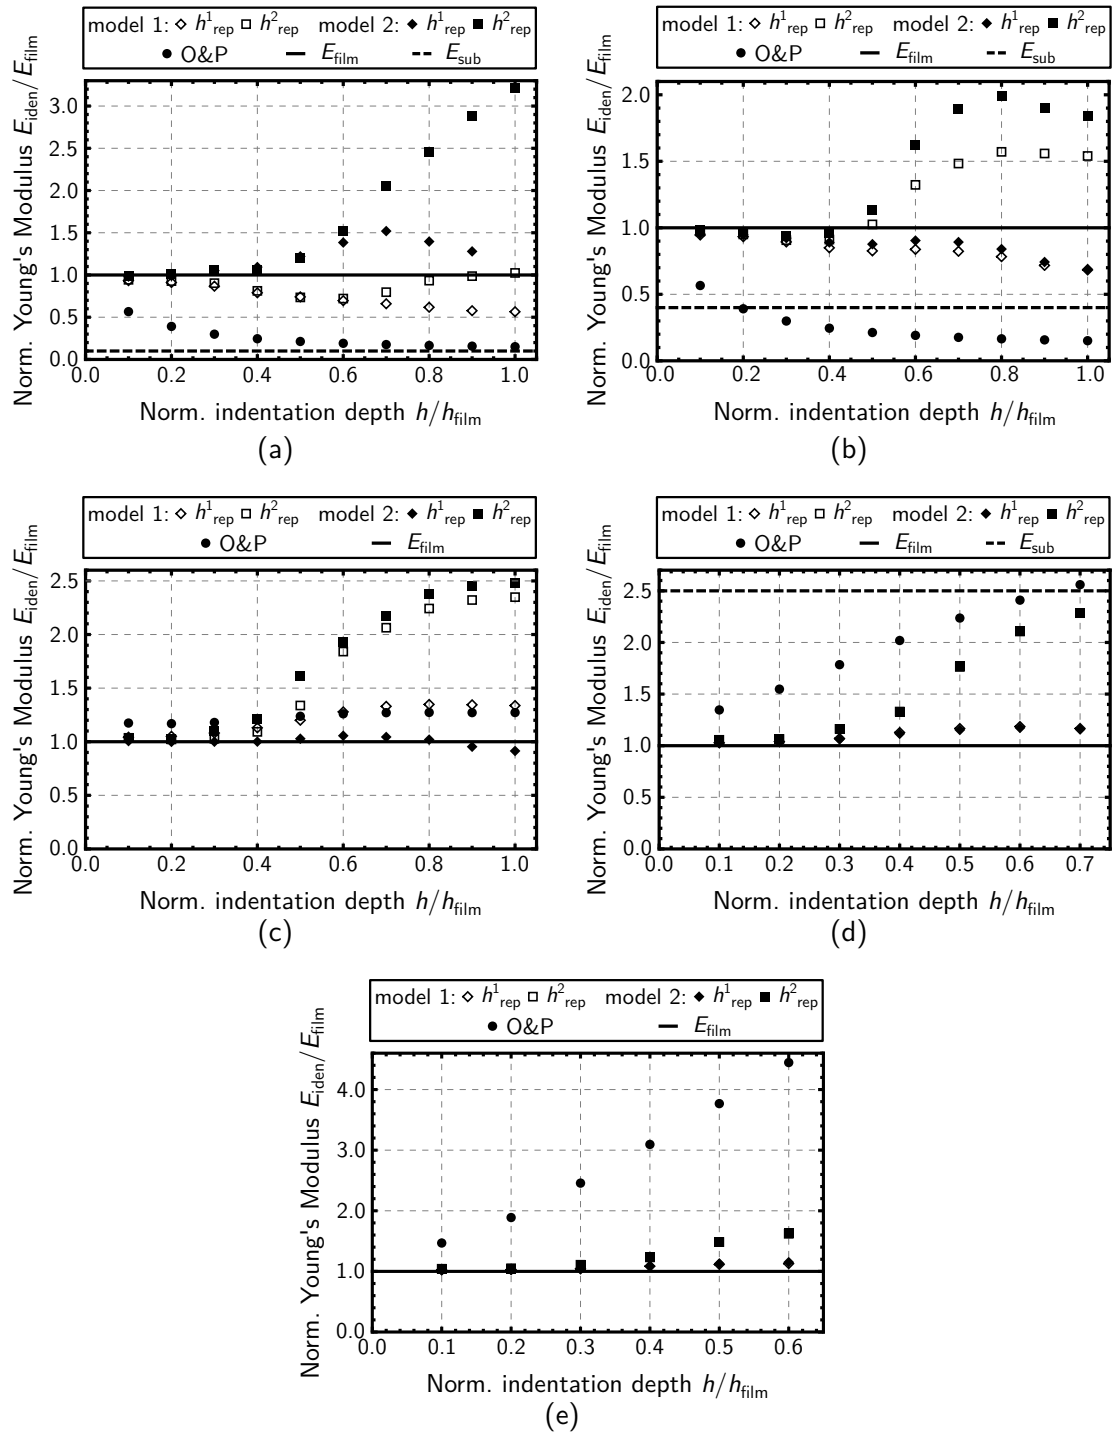 model 1: ◇ h¹rep □ h²rep model 2: ◆ h¹rep ■ h²rep
● O&P — Efilm --- Esub
Norm. Young's Modulus Eiden/Efilm
3.0
2.5
2.0
1.5
1.0
0.5
0.0
0.0 0.2 0.4 0.6 0.8 1.0
Norm. indentation depth h/hfilm
(a)
model 1: ◇ h¹rep □ h²rep model 2: ◆ h¹rep ■ h²rep
● O&P — Efilm --- Esub
Norm. Young's Modulus Eiden/Efilm
2.0
1.5
1.0
0.5
0.0
0.0 0.2 0.4 0.6 0.8 1.0
Norm. indentation depth h/hfilm
(b)
model 1: ◇ h¹rep □ h²rep model 2: ◆ h¹rep ■ h²rep
● O&P — Efilm
Norm. Young's Modulus Eiden/Efilm
2.5
2.0
1.5
1.0
0.5
0.0
0.0 0.2 0.4 0.6 0.8 1.0
Norm. indentation depth h/hfilm
(c)
model 1: ◇ h¹rep □ h²rep model 2: ◆ h¹rep ■ h²rep
● O&P — Efilm --- Esub
Norm. Young's Modulus Eiden/Efilm
2.5
2.0
1.5
1.0
0.5
0.0
0.0 0.1 0.2 0.3 0.4 0.5 0.6 0.7
Norm. indentation depth h/hfilm
(d)
model 1: ◇ h¹rep □ h²rep model 2: ◆ h¹rep ■ h²rep
● O&P — Efilm
Norm. Young's Modulus Eiden/Efilm
4.0
3.0
2.0
1.0
0.0
0.0 0.1 0.2 0.3 0.4 0.5 0.6
Norm. indentation depth h/hfilm
(e)